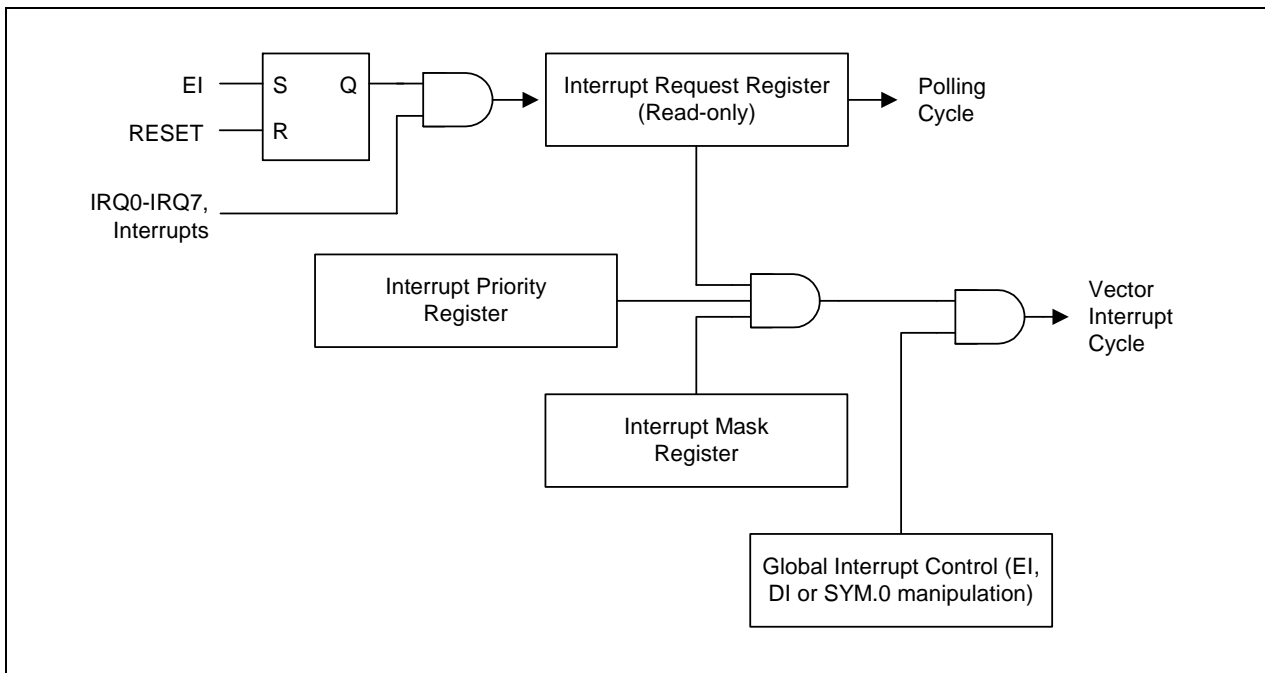 EI
S
Q
RESET
R
IRQ0-IRQ7,
Interrupts
Interrupt Request Register
(Read-only)
Polling
Cycle
Interrupt Priority
Register
Vector
Interrupt
Cycle
Interrupt Mask
Register
Global Interrupt Control (EI,
DI or SYM.0 manipulation)